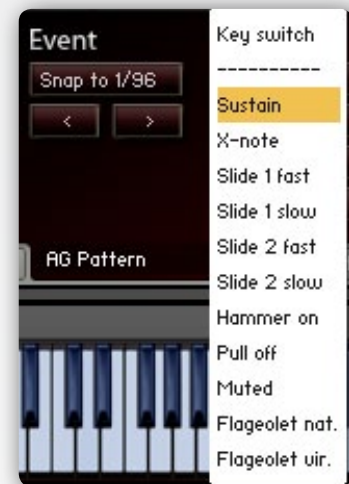 Event
Snap to 1/96
< >
AG Pattern
Key switch
----------
Sustain
X-note
Slide 1 fast
Slide 1 slow
Slide 2 fast
Slide 2 slow
Hammer on
Pull off
Muted
Flageolet nat.
Flageolet vir.